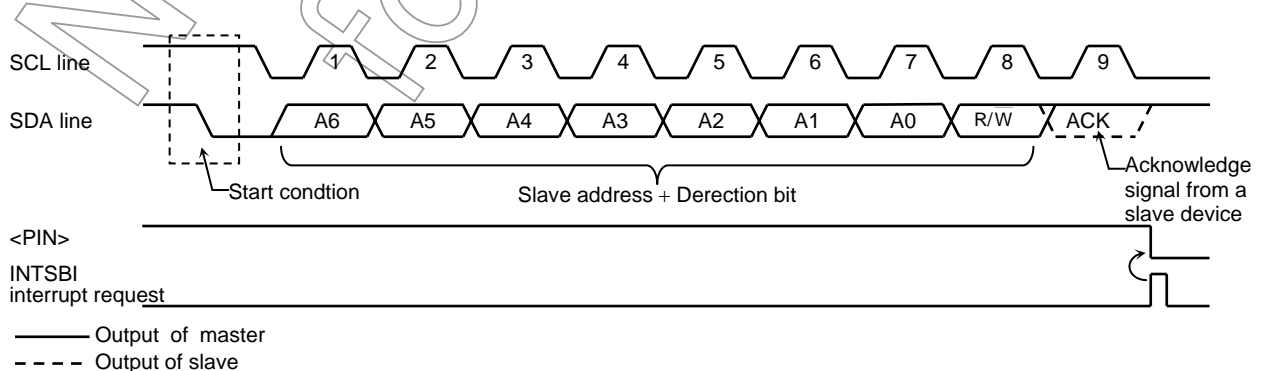 SCL line
1 2 3 4 5 6 7 8 9
SDA line
A6 A5 A4 A3 A2 A1 A0 R/W̅ ACK
Acknowledge
signal from a
slave device
Start condtion
Slave address + Derection bit
<PIN>
INTSBI
interrupt request
Output of master
Output of slave